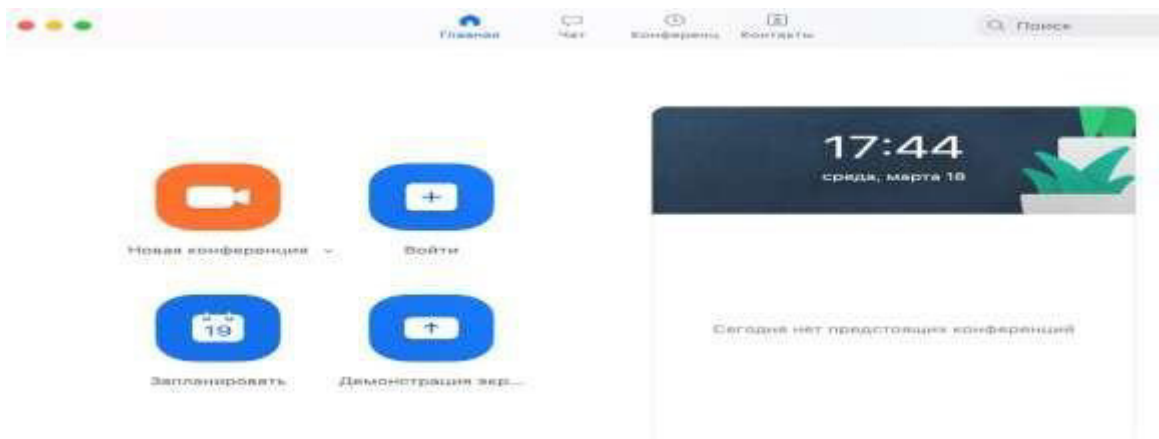 Главная
Чат
Конференц
Контакты
Поиск
17:44
среда, марта 18
Новая конференция
Войти
19
Запланировать
Демонстрация экр...
Сегодня нет предстоящих конференций